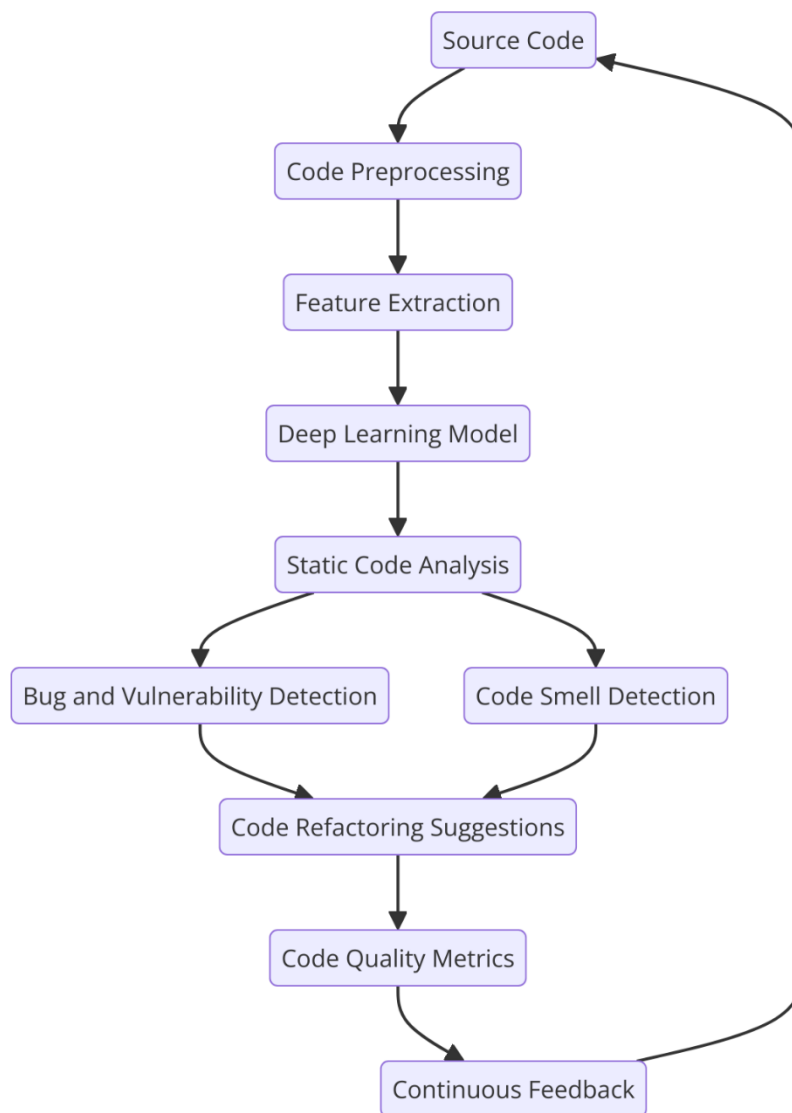 Source Code
Code Preprocessing
Feature Extraction
Deep Learning Model
Static Code Analysis
Bug and Vulnerability Detection
Code Smell Detection
Code Refactoring Suggestions
Code Quality Metrics
Continuous Feedback